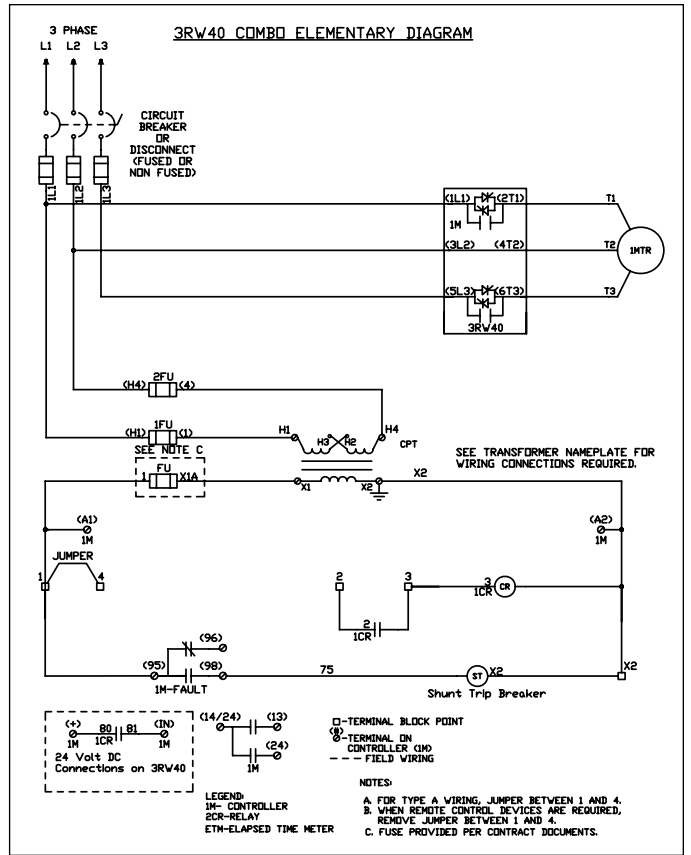 3RW40 COMBO ELEMENTARY DIAGRAM
3 PHASE
L1 L2 L3
CIRCUIT
BREAKER
OR
DISCONNECT
(FUSED OR
NON FUSED)
1L1 1L2 1L3
(1L1) (2T1) T1
1M
(3L2) (4T2) T2 1MTR
(5L3) (6T3) T3
3RW40
2FU
(H4) (4)
1FU
(H1) (1) H1 H3 H2 H4 CPT
SEE NOTE C
1 FU X1A X1 X2 X2
SEE TRANSFORMER NAMEPLATE FOR
WIRING CONNECTIONS REQUIRED.
(A1) (A2)
1M 1M
JUMPER
1 4 2 3 3 CR
1CR
2
1CR
(96)
(95) (98) 75 ST X2 X2
1M-FAULT
Shunt Trip Breaker
(+) 80 81 (IN)
1M 1CR 1M
24 Volt DC
Connections on 3RW40
(14/24) (13)
(24)
1M
□-TERMINAL BLOCK POINT
(#)
⊘-TERMINAL ON
CONTROLLER (1M)
---- FIELD WIRING
LEGEND:
1M- CONTROLLER
2CR-RELAY
ETM-ELAPSED TIME METER
NOTES:
A. FOR TYPE A WIRING, JUMPER BETWEEN 1 AND 4.
B. WHEN REMOTE CONTROL DEVICES ARE REQUIRED,
REMOVE JUMPER BETWEEN 1 AND 4.
C. FUSE PROVIDED PER CONTRACT DOCUMENTS.